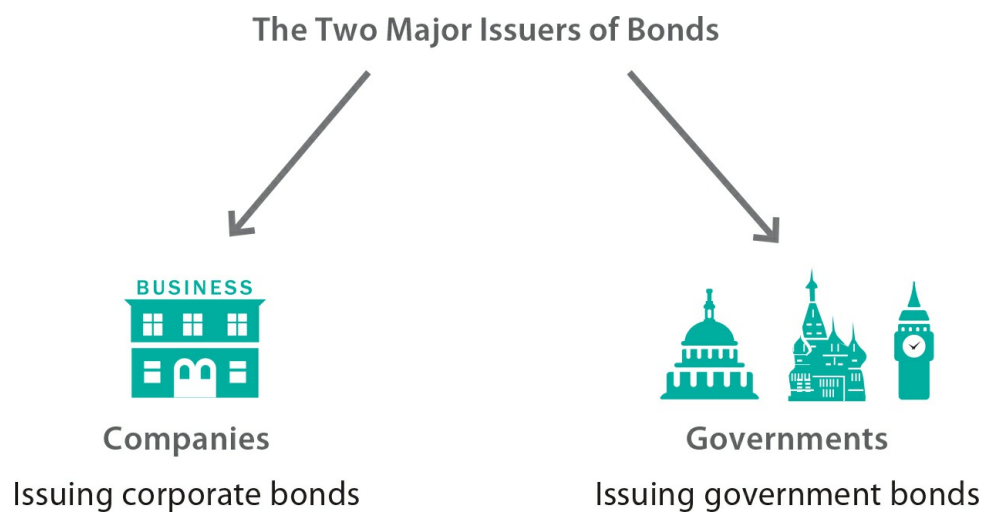 The Two Major Issuers of Bonds
BUSINESS
Companies
Governments
Issuing corporate bonds
Issuing government bonds